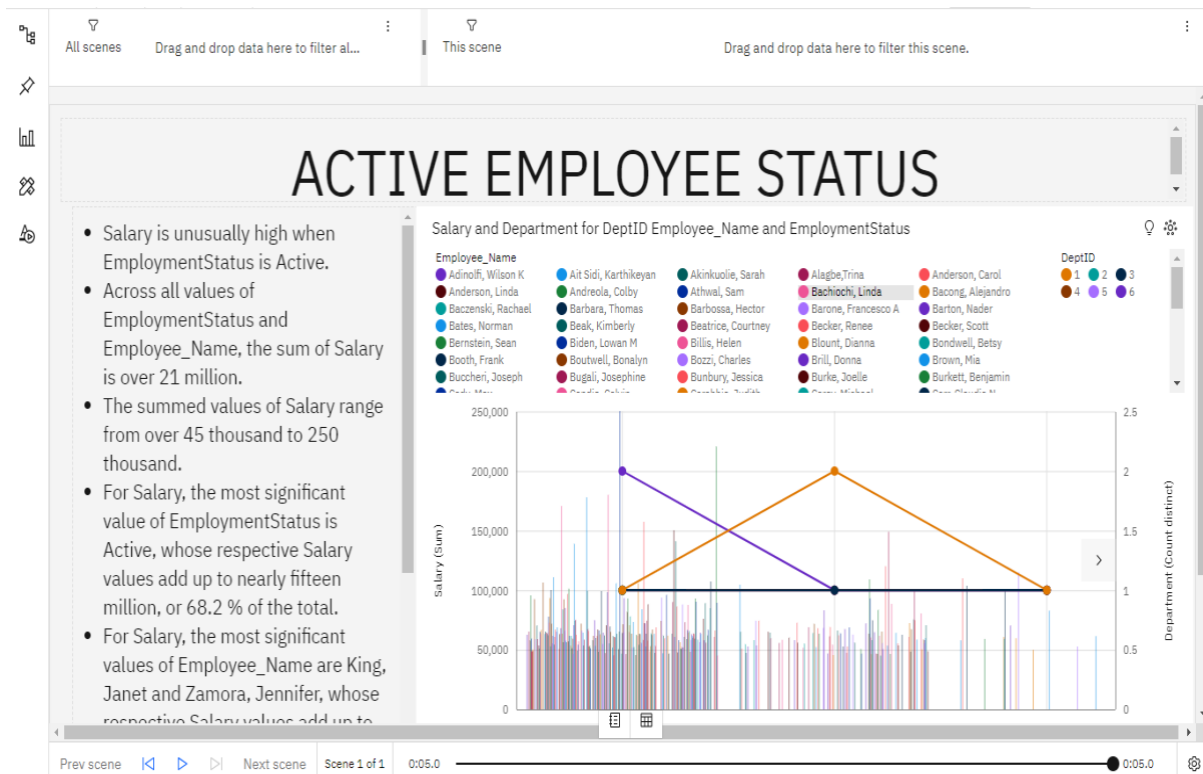 All scenes
Drag and drop data here to filter al...
This scene
Drag and drop data here to filter this scene.
ACTIVE EMPLOYEE STATUS
• Salary is unusually high when
EmploymentStatus is Active.
• Across all values of
EmploymentStatus and
Employee_Name, the sum of Salary
is over 21 million.
• The summed values of Salary range
from over 45 thousand to 250
thousand.
• For Salary, the most significant
value of EmploymentStatus is
Active, whose respective Salary
values add up to nearly fifteen
million, or 68.2 % of the total.
• For Salary, the most significant
values of Employee_Name are King,
Janet and Zamora, Jennifer, whose
respective Salary values add up to
Salary and Department for DeptID Employee_Name and EmploymentStatus
Employee_Name
Adinolfi, Wilson K Ait Sidi, Karthikeyan Akinkuolie, Sarah Alagbe,Trina Anderson, Carol
Anderson, Linda Andreola, Colby Athwal, Sam Bachiochi, Linda Bacong, Alejandro
Baczenski, Rachael Barbara, Thomas Barbossa, Hector Barone, Francesco A Barton, Nader
Bates, Norman Beak, Kimberly Beatrice, Courtney Becker, Renee Becker, Scott
Bernstein, Sean Biden, Lowan M Billis, Helen Blount, Dianna Bondwell, Betsy
Booth, Frank Boutwell, Bonalyn Bozzi, Charles Brill, Donna Brown, Mia
Buccheri, Joseph Bugali, Josephine Bunbury, Jessica Burke, Joelle Burkett, Benjamin
DeptID
1 2 3
4 5 6
250,000
200,000
150,000
100,000
50,000
0
Salary (Sum)
2.5
2
1.5
1
0.5
0
Department (Count distinct)
Prev scene
Next scene
Scene 1 of 1
0:05.0
0:05.0